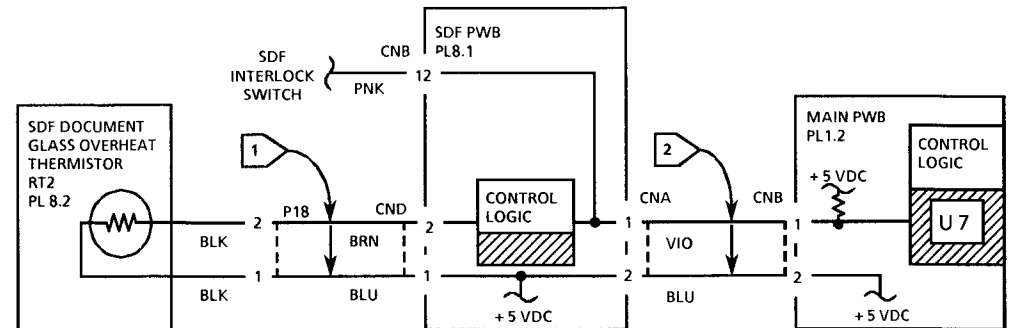 SDF PWB
PL8.1
SDF
INTERLOCK
SWITCH
CNB
12
PNK
SDF DOCUMENT
GLASS OVERHEAT
THERMISTOR
RT2
PL 8.2
1
2
MAIN PWB
PL1.2
CONTROL
LOGIC
+ 5 VDC
U 7
CONTROL
LOGIC
2
P18
CND
2
1
CNA
CNB
1
BLK
BRN
VIO
1
1
2
2
BLK
BLU
BLU
+ 5 VDC
+ 5 VDC